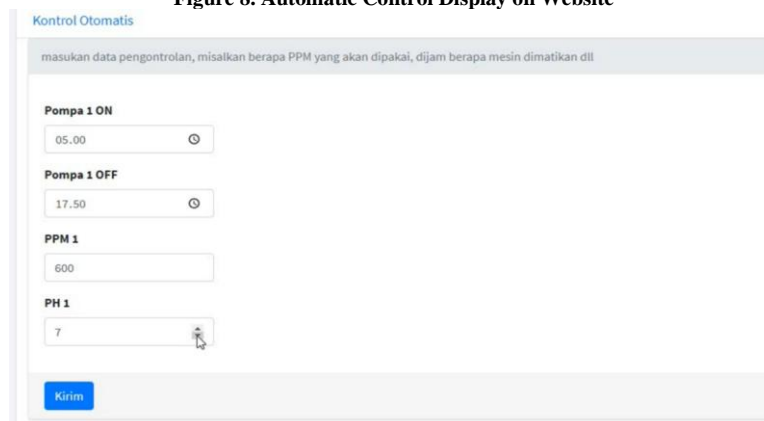 Figure 8. Automatic Control Display on Website
Kontrol Otomatis
masukan data pengontrolan, misalkan berapa PPM yang akan dipakai, dijam berapa mesin dimatikan dll
Pompa 1 ON
05.00
Pompa 1 OFF
17.50
PPM 1
600
PH 1
7
Kirim